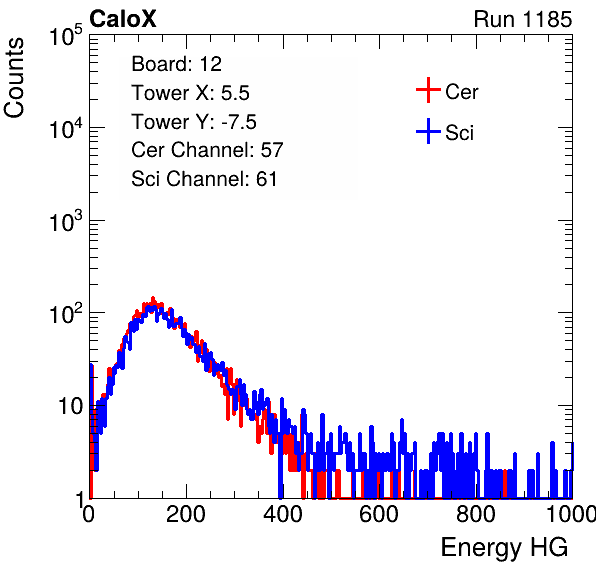 CaloX Run 1185
Counts
Board: 12
Tower X: 5.5
Tower Y: -7.5
Cer Channel: 57
Sci Channel: 61
Cer
Sci
10^5
10^4
10^3
10^2
10
1
0 200 400 600 800 1000
Energy HG